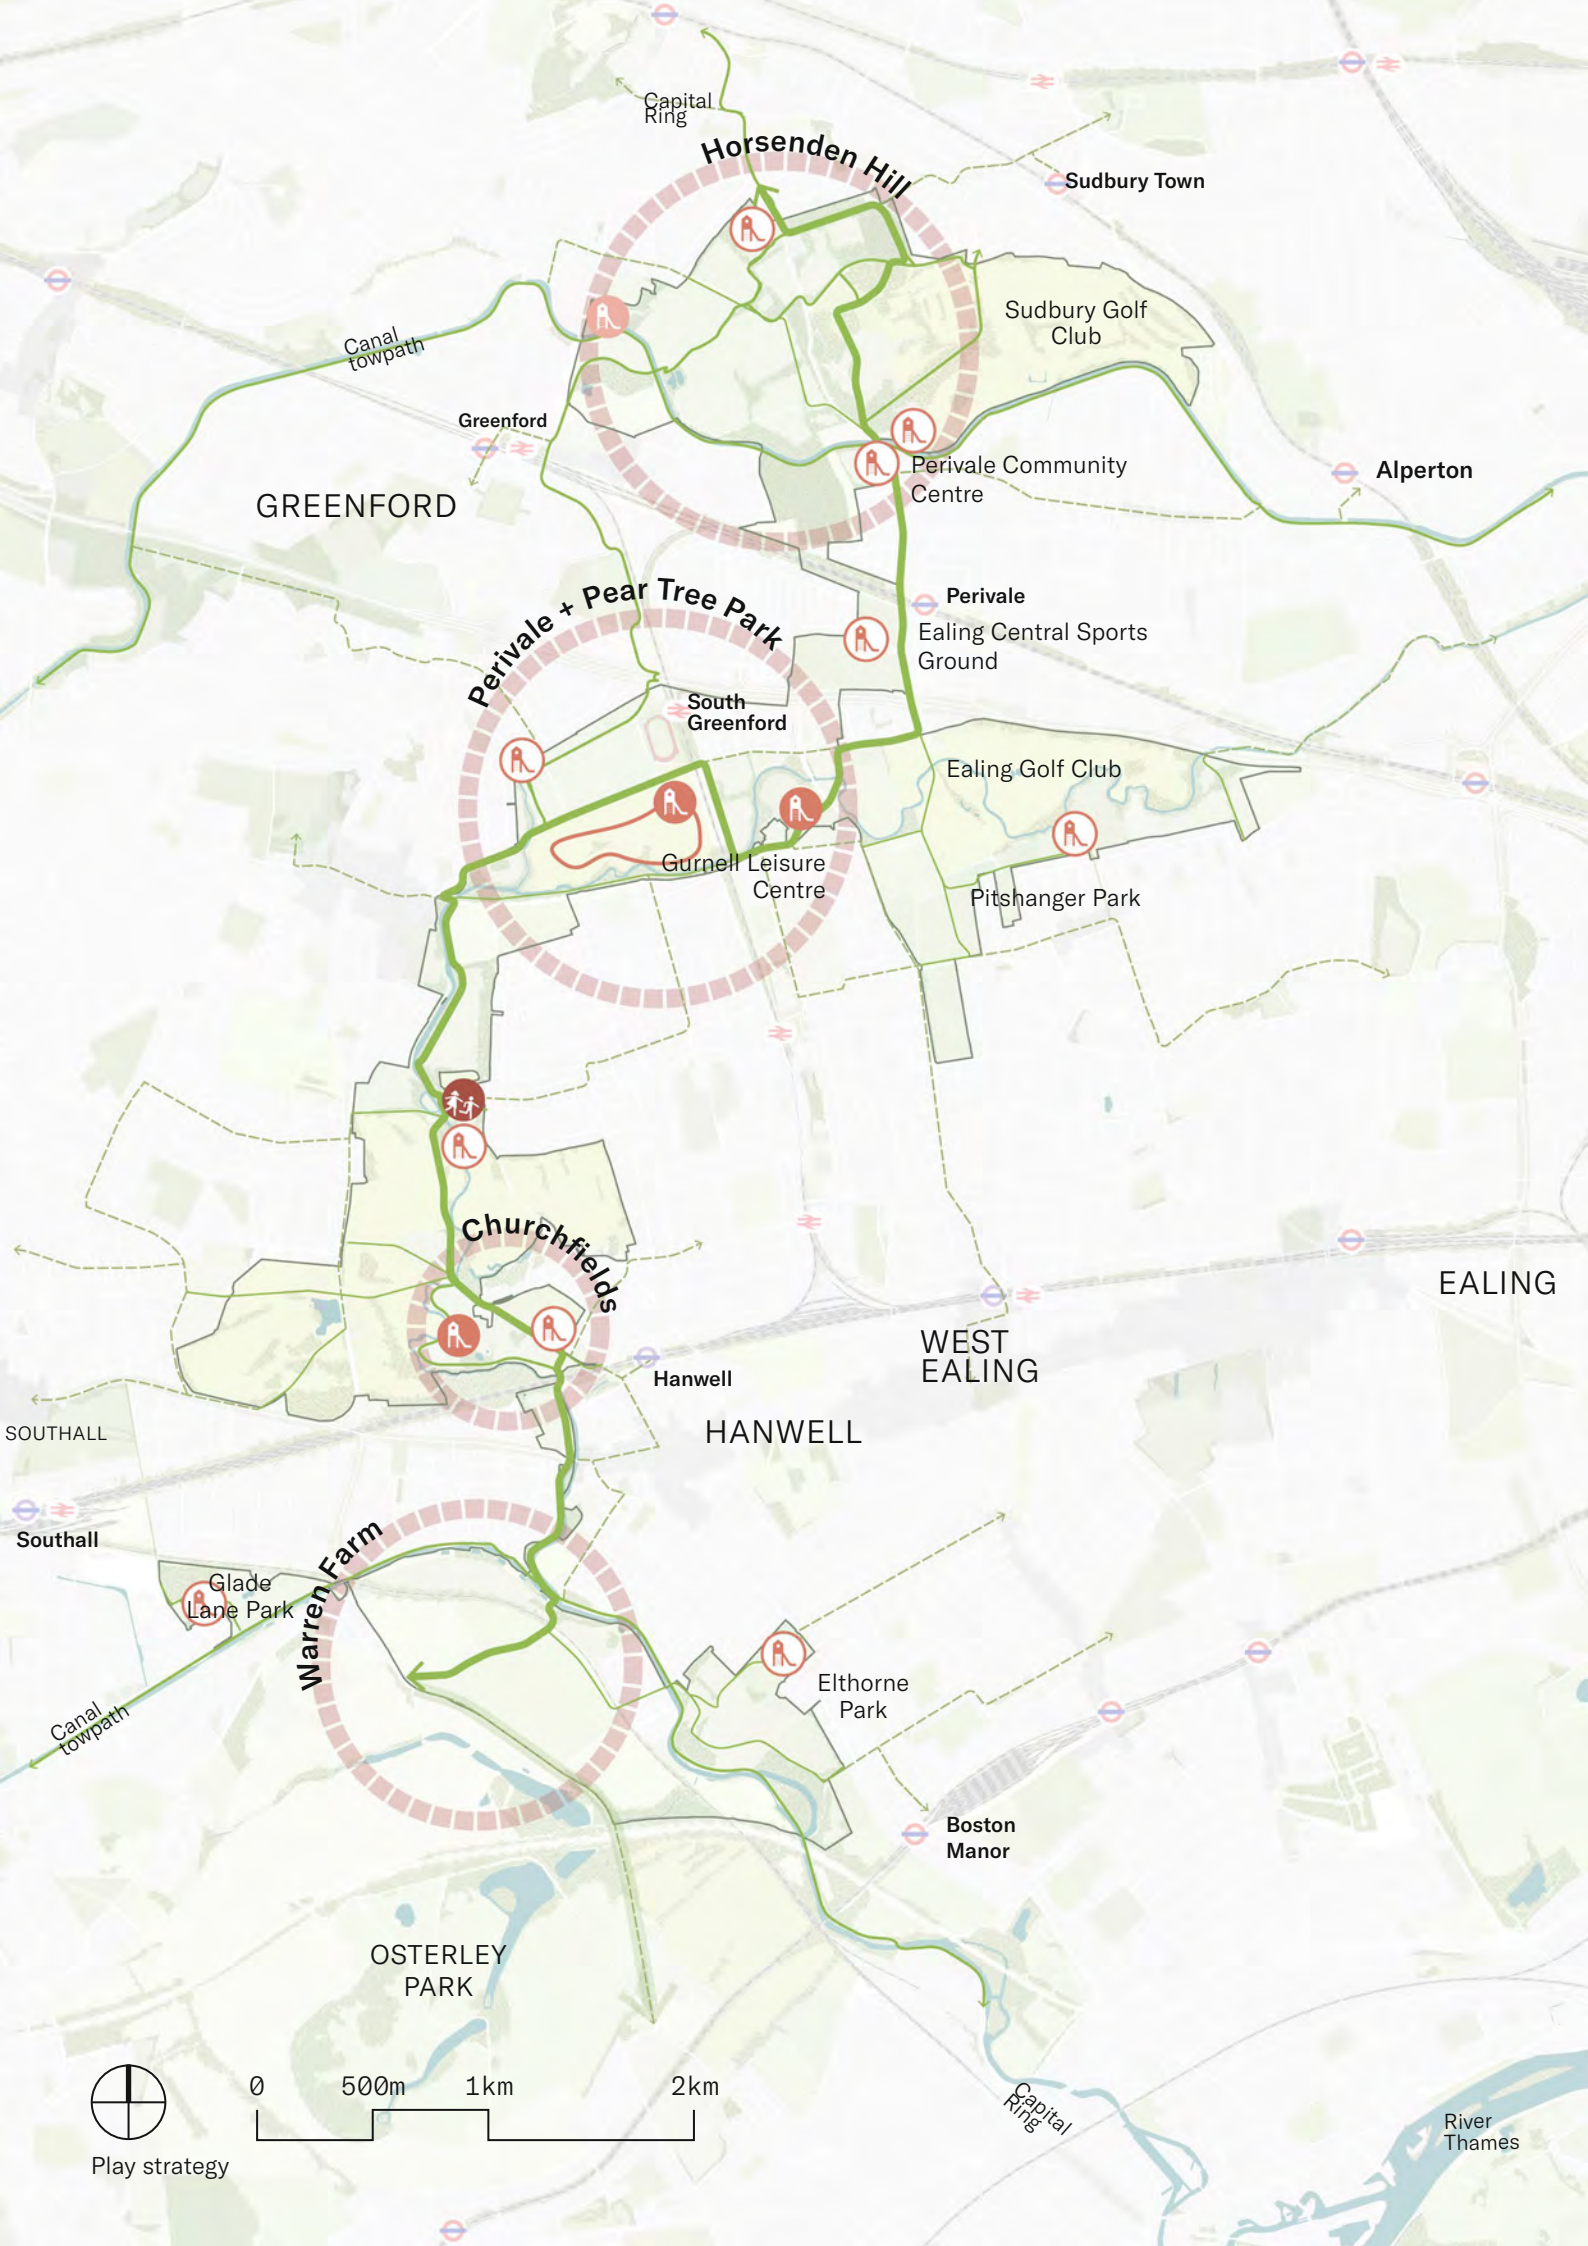 Capital
Ring
Horsenden Hill
Sudbury Town
Sudbury Golf
Club
Canal
towpath
Greenford
Perivale Community
Centre
Alperton
GREENFORD
Perivale + Pear Tree Park
Perivale
Ealing Central Sports
Ground
South
Greenford
Ealing Golf Club
Gurnell Leisure
Centre
Pitshanger Park
Churchfields
EALING
WEST
EALING
Hanwell
HANWELL
SOUTHALL
Southall
Warren Farm
Glade
Lane Park
Elthorne
Park
Canal
towpath
Boston
Manor
OSTERLEY
PARK
0 500m 1km 2km
Capital
Ring
River
Thames
Play strategy